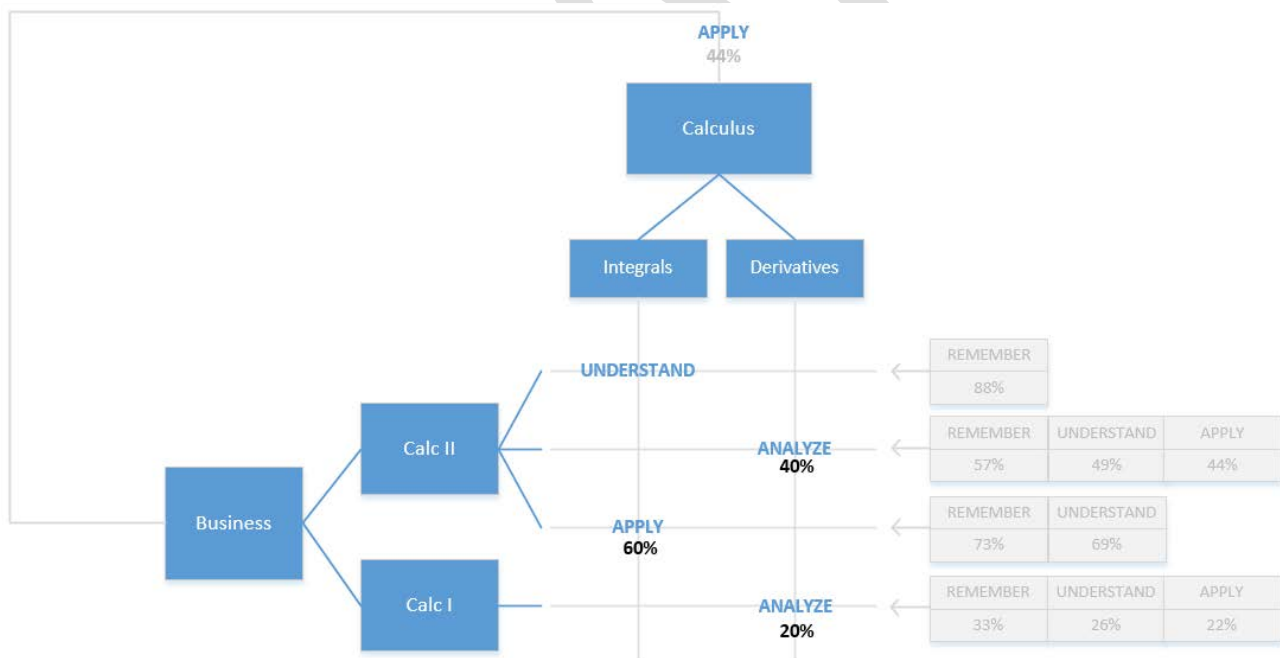 APPLY
44%
Calculus
Integrals
Derivatives
REMEMBER
UNDERSTAND
88%
Calc II
REMEMBER UNDERSTAND APPLY
ANALYZE
40%
57% 49% 44%
Business
REMEMBER UNDERSTAND
APPLY
60%
73% 69%
Calc I
REMEMBER UNDERSTAND APPLY
ANALYZE
20%
33% 26% 22%